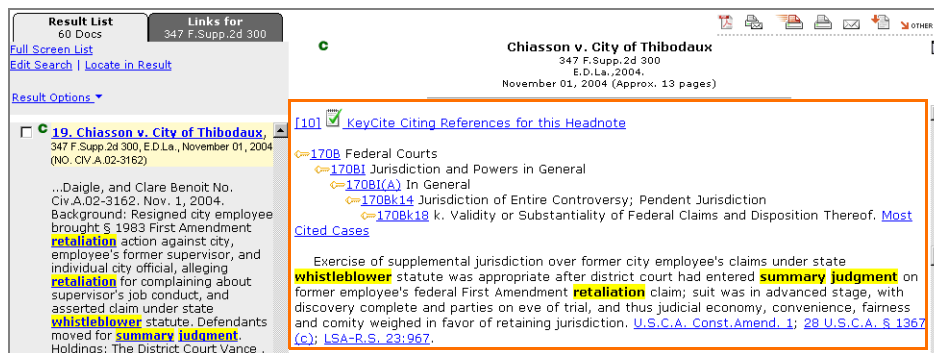 Result List
60 Docs
Links for
347 F.Supp.2d 300
Full Screen List
Edit Search | Locate in Result
Result Options
C 19. Chiasson v. City of Thibodaux,
347 F.Supp.2d 300, E.D.La., November 01, 2004
(NO. CIV.A.02-3162)
...Daigle, and Clare Benoit No.
Civ.A.02-3162. Nov. 1, 2004.
Background: Resigned city employee
brought § 1983 First Amendment
retaliation action against city,
employee's former supervisor, and
individual city official, alleging
retaliation for complaining about
supervisor's job conduct, and
asserted claim under state
whistleblower statute. Defendants
moved for summary judgment.
Holdings: The District Court Vance
OTHER
C
Chiasson v. City of Thibodaux
347 F.Supp.2d 300
E.D.La.,2004.
November 01, 2004 (Approx. 13 pages)
[10] KeyCite Citing References for this Headnote
170B Federal Courts
170BI Jurisdiction and Powers in General
170BI(A) In General
170Bk14 Jurisdiction of Entire Controversy; Pendent Jurisdiction
170Bk18 k. Validity or Substantiality of Federal Claims and Disposition Thereof. Most
Cited Cases
Exercise of supplemental jurisdiction over former city employee's claims under state
whistleblower statute was appropriate after district court had entered summary judgment on
former employee's federal First Amendment retaliation claim; suit was in advanced stage, with
discovery complete and parties on eve of trial, and thus judicial economy, convenience, fairness
and comity weighed in favor of retaining jurisdiction. U.S.C.A. Const.Amend. 1; 28 U.S.C.A. § 1367
(c); LSA-R.S. 23:967.